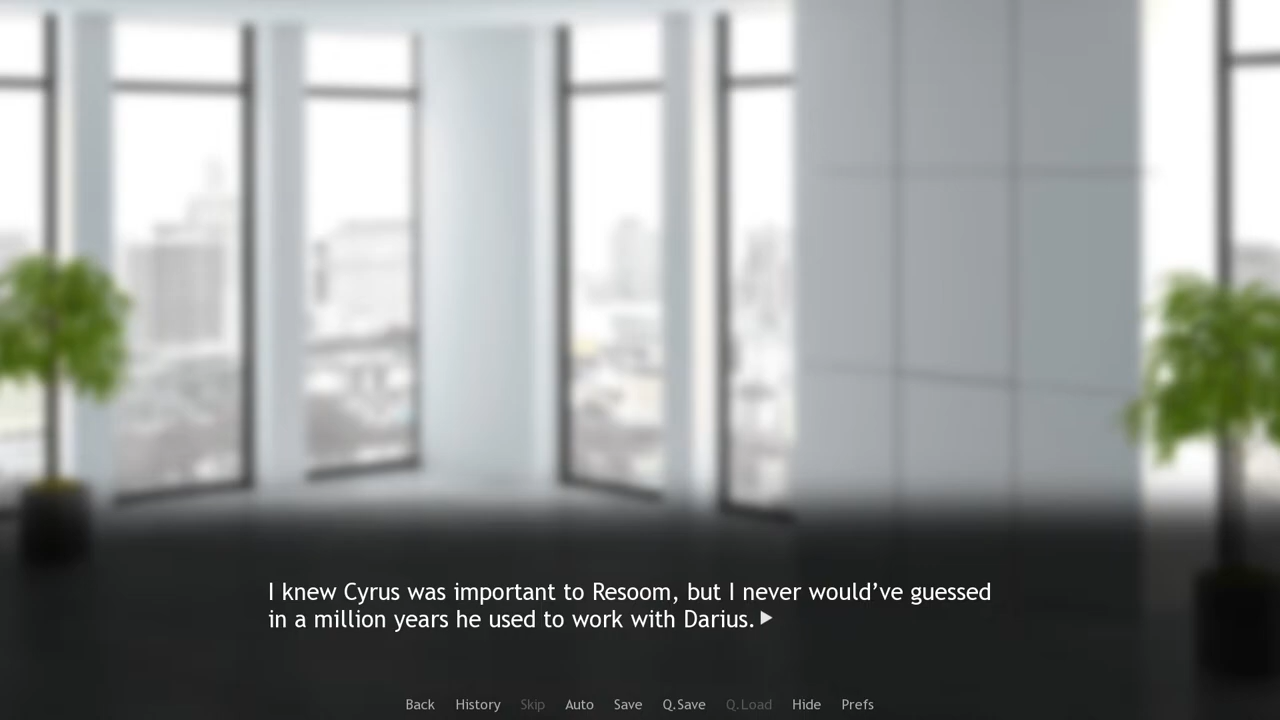 I knew Cyrus was important to Resoom, but I never would’ve guessed
in a million years he used to work with Darius.
Back History Skip Auto Save Q.Save Q.Load Hide Prefs